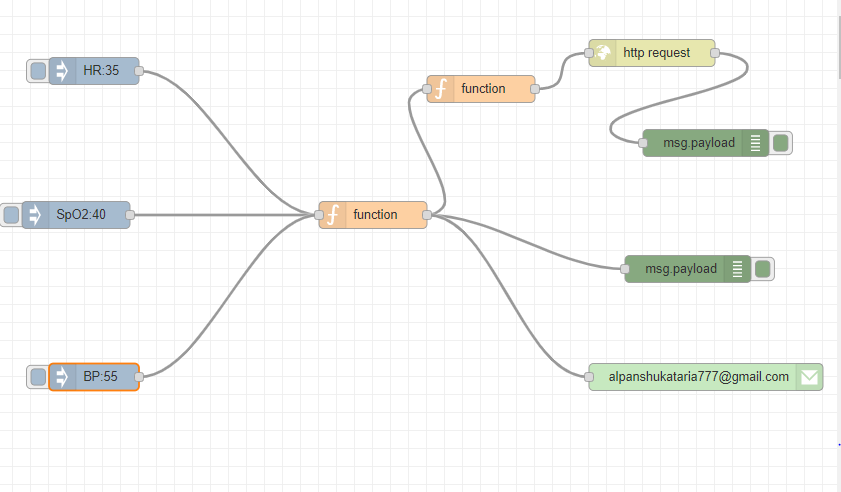 http request
HR:35
function
msg.payload
SpO2:40
function
msg.payload
BP:55
alpanshukataria777@gmail.com